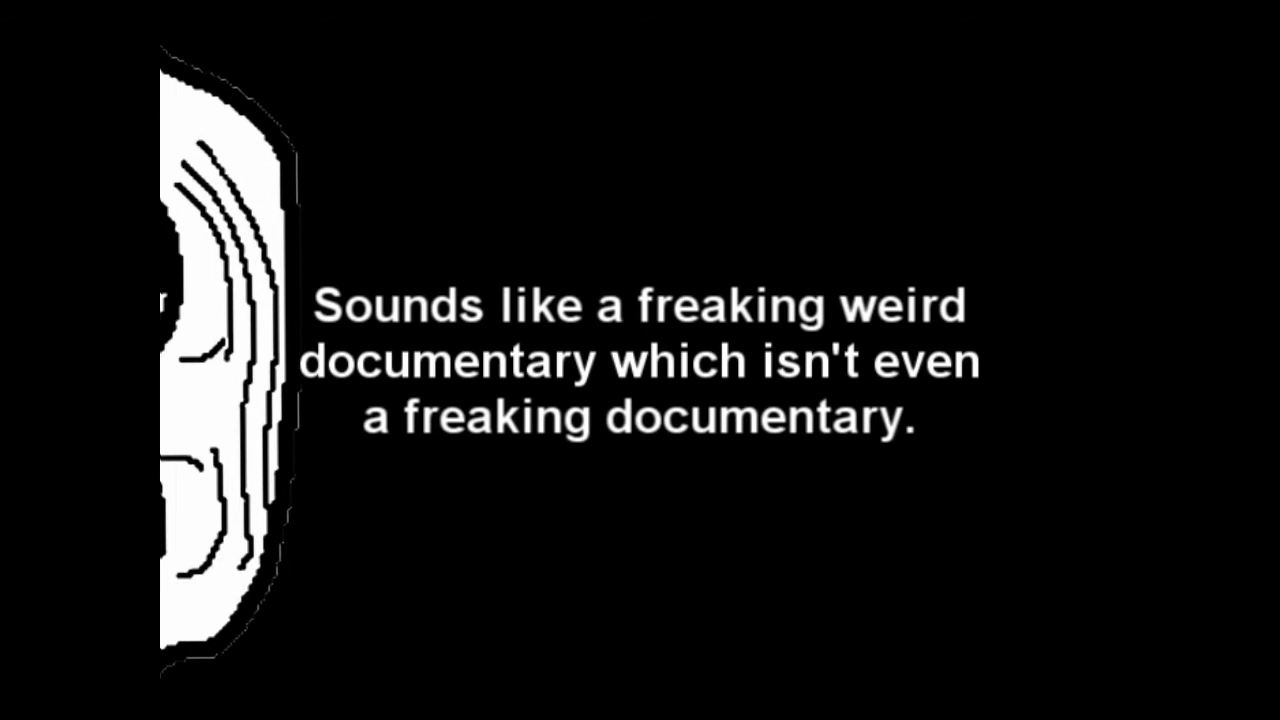 Sounds like a freaking weird
documentary which isn't even
a freaking documentary.